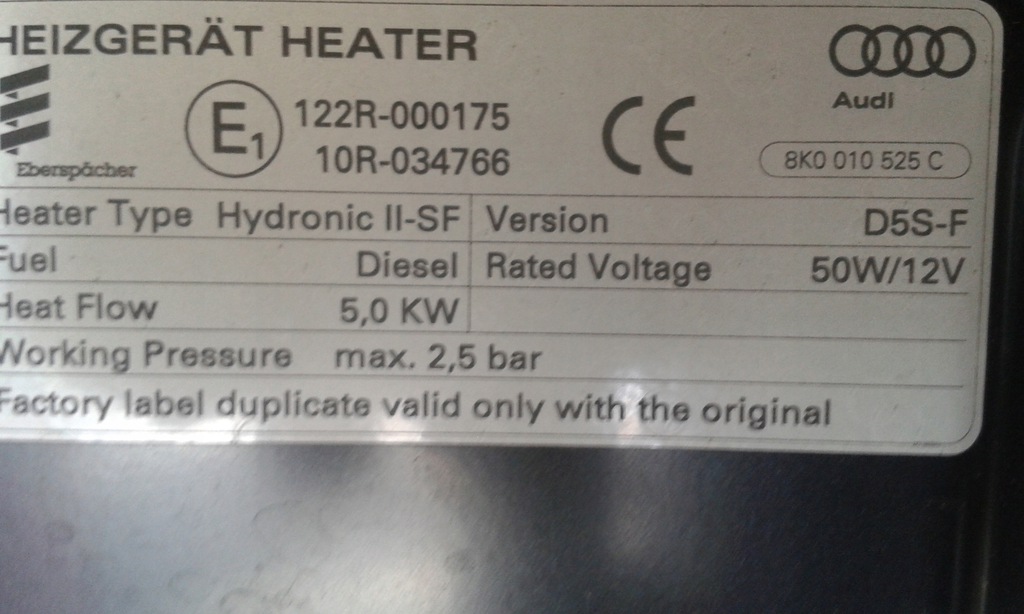 HEIZGERÄT HEATER
Audi
Eberspächer
E1
122R-000175
10R-034766
CE
8K0 010 525 C
Heater Type Hydronic II-SF Version D5S-F
Fuel Diesel Rated Voltage 50W/12V
Heat Flow 5,0 KW
Working Pressure max. 2,5 bar
Factory label duplicate valid only with the original